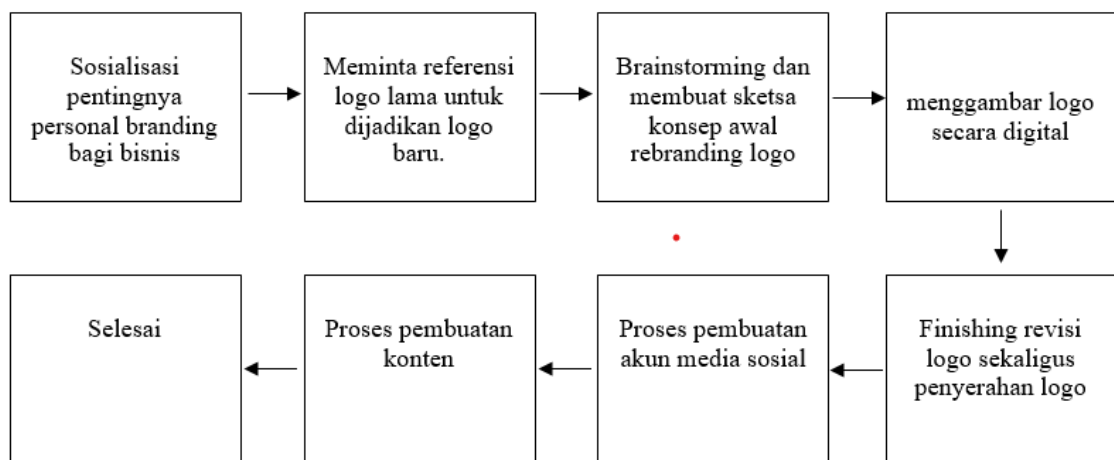 Sosialisasi
pentingnya
personal branding
bagi bisnis
Meminta referensi
logo lama untuk
dijadikan logo
baru.
Brainstorming dan
membuat sketsa
konsep awal
rebranding logo
menggambar logo
secara digital
Finishing revisi
logo sekaligus
penyerahan logo
Proses pembuatan
akun media sosial
Proses pembuatan
konten
Selesai